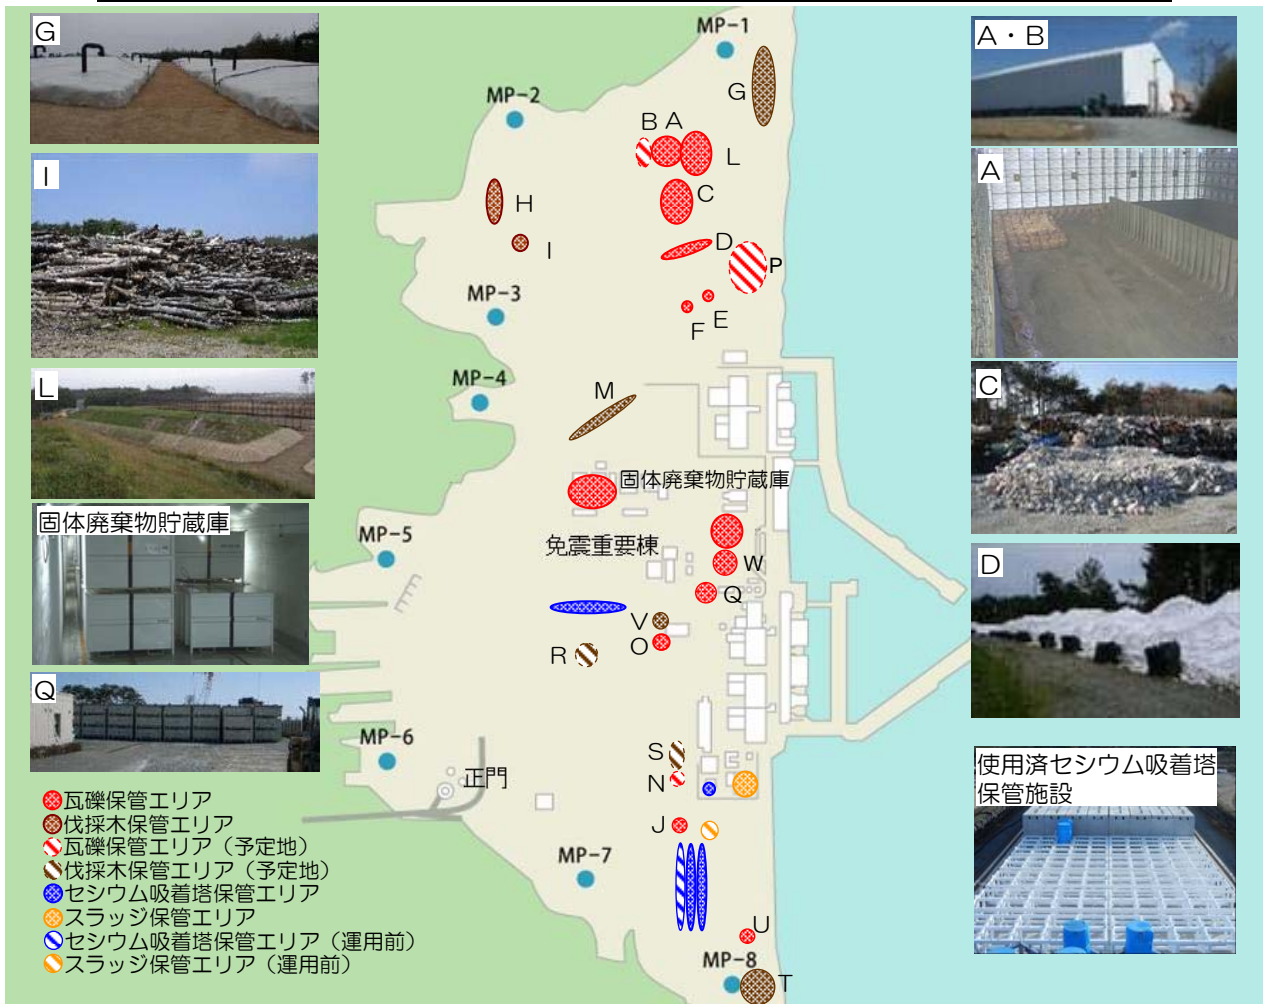 G
I
L
固体廃棄物貯蔵庫
Q
MP-1
G
MP-2
B A
L
H
C
I
D
P
MP-3
E
F
MP-4
M
固体廃棄物貯蔵庫
MP-5
免震重要棟
W
Q
V
O
R
MP-6
S
正門
N
J
MP-7
U
MP-8
T
A・B
A
C
D
使用済セシウム吸着塔
保管施設
瓦礫保管エリア
伐採木保管エリア
瓦礫保管エリア（予定地）
伐採木保管エリア（予定地）
セシウム吸着塔保管エリア
スラッジ保管エリア
セシウム吸着塔保管エリア（運用前）
スラッジ保管エリア（運用前）